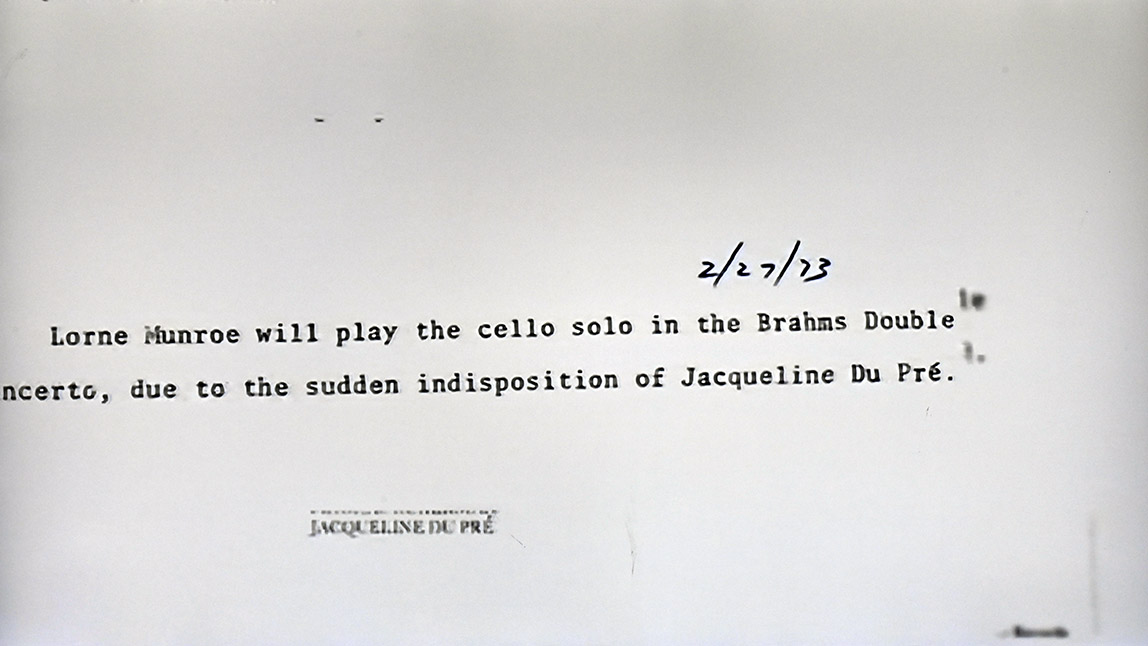 2/27/73
Lorne Munroe will play the cello solo in the Brahms Double
ncerto, due to the sudden indisposition of Jacqueline Du Pré.
JACQUELINE DU PRÉ